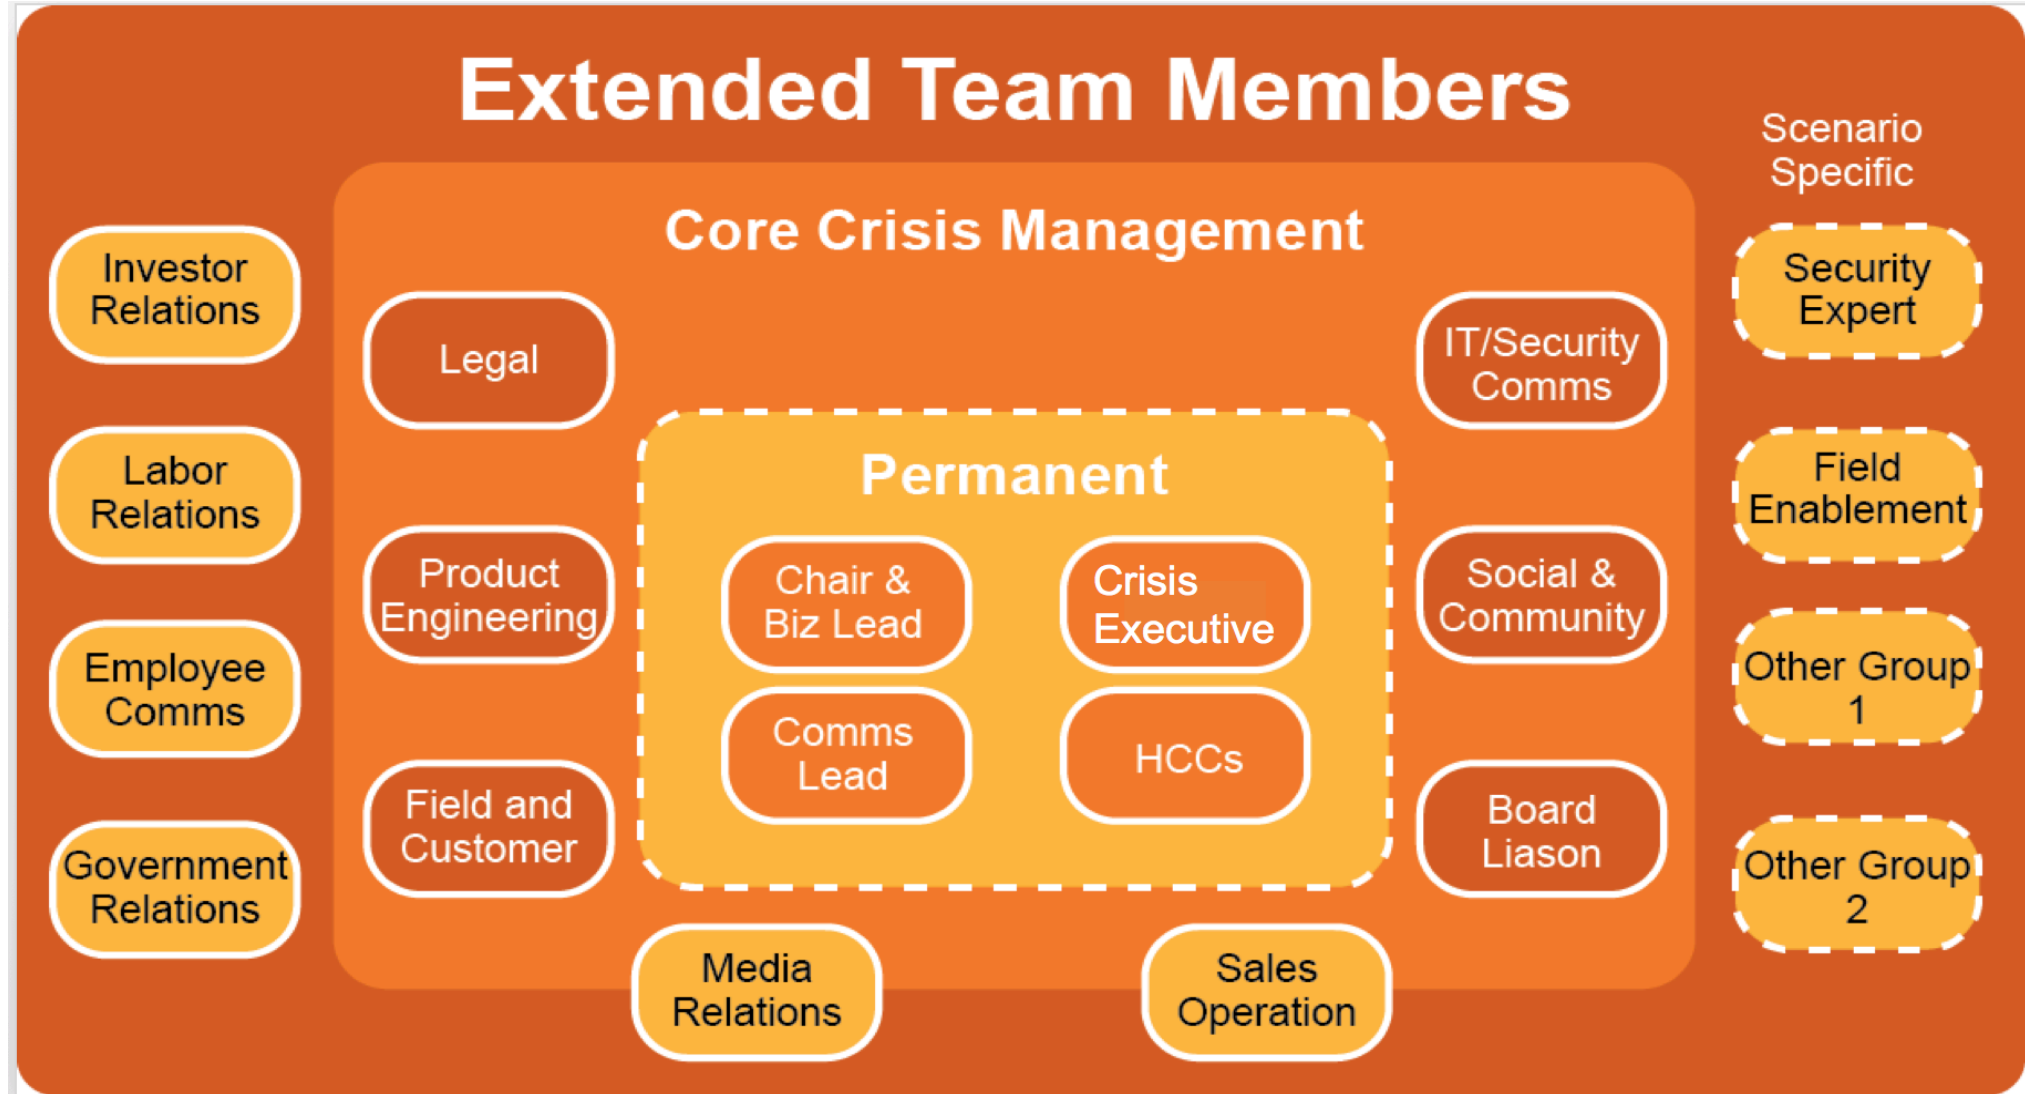 Extended Team Members
Scenario
Specific
Core Crisis Management
Investor
Relations
Labor
Relations
Employee
Comms
Government
Relations
Legal
Product
Engineering
Field and
Customer
Permanent
Chair &
Biz Lead
Crisis
Executive
Comms
Lead
HCCs
IT/Security
Comms
Social &
Community
Board
Liason
Security
Expert
Field
Enablement
Other Group
1
Other Group
2
Media
Relations
Sales
Operation